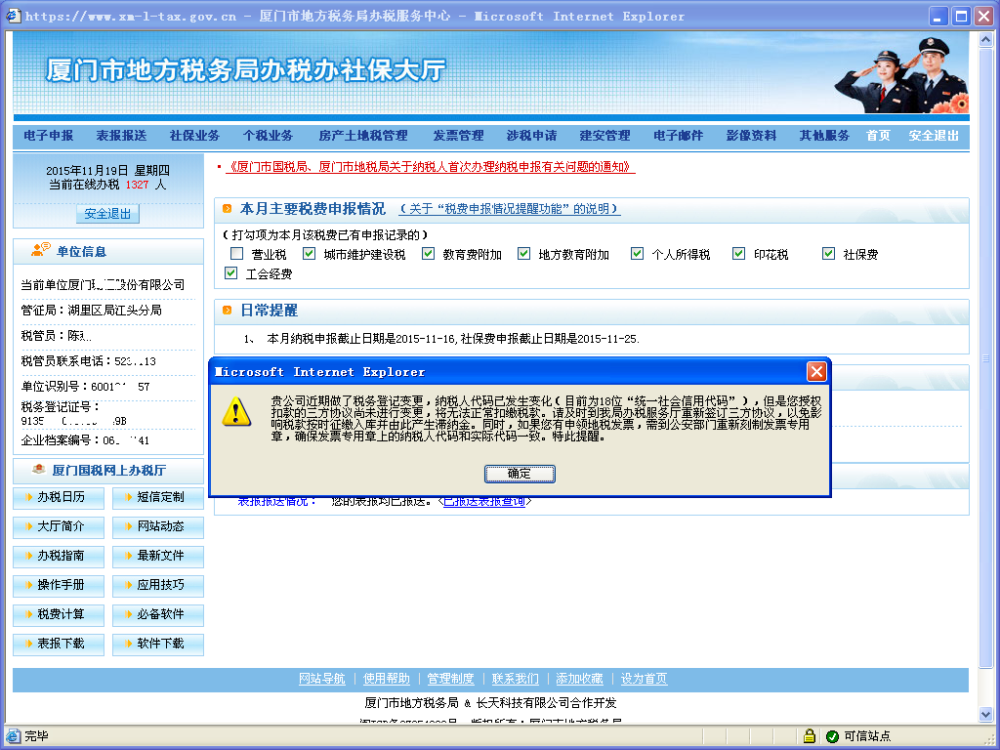 https://www.xm-l-tax.gov.cn - 厦门市地方税务局办税服务中心 - Microsoft Internet Explorer
厦门市地方税务局办税办社保大厅
电子申报 表报报送 社保业务 个税业务 房产土地税管理 发票管理 涉税申请 建安管理 电子邮件 影像资料 其他服务 首页 安全退出
2015年11月19日 星期四
当前在线办税 1327 人
安全退出
《厦门市国税局、厦门市地税局关于纳税人首次办理纳税申报有关问题的通知》
本月主要税费申报情况 (关于“税费申报情况提醒功能”的说明)
(打勾项为本月该税费已有申报记录的)
营业税 城市维护建设税 教育费附加 地方教育附加 个人所得税 印花税 社保费
工会经费
单位信息
当前单位厦门 股份有限公司
管征局：湖里区局江头分局
税管员：陈
税管员联系电话：52 13
单位识别号：6001 57
税务登记证号：
9135 9B
企业档案编号：06 41
日常提醒
1、 本月纳税申报截止日期是2015-11-16,社保费申报截止日期是2015-11-25.
Microsoft Internet Explorer
贵公司近期做了税务登记变更，纳税人代码已发生变化(目前为18位“统一社会信用代码”)，但是您授权
扣款的三方协议尚未进行变更，将无法正常扣缴税款。请及时到我局办税服务厅重新签订三方协议，以免影
响税款按时征缴入库并由此产生滞纳金。同时，如果您有申领地税发票，需到公安部门重新刻制发票专用
章，确保发票专用章上的纳税人代码和实际代码一致。特此提醒。
确定
表报报送情况： 您的表报均已报送。<已报送表报查询>
厦门国税网上办税厅
办税日历 短信定制
大厅简介 网站动态
办税指南 最新文件
操作手册 应用技巧
税费计算 必备软件
表报下载 软件下载
网站导航 | 使用帮助 | 管理制度 | 联系我们 | 添加收藏 | 设为首页
厦门市地方税务局 & 长天科技有限公司合作开发
完毕
可信站点